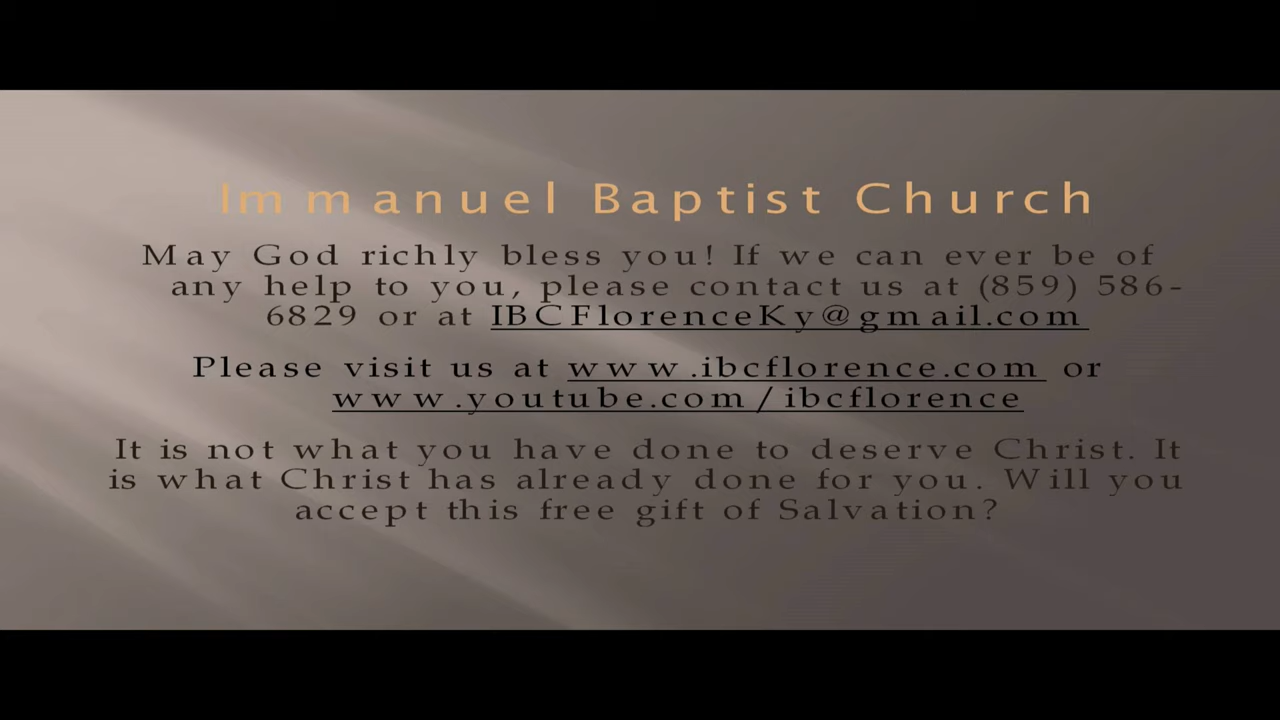 Immanuel Baptist Church
May God richly bless you! If we can ever be of
any help to you, please contact us at (859) 586-
6829 or at IBCFlorenceKy@gmail.com
Please visit us at www.ibcflorence.com or
www.youtube.com/ibcflorence
It is not what you have done to deserve Christ. It
is what Christ has already done for you. Will you
accept this free gift of Salvation?